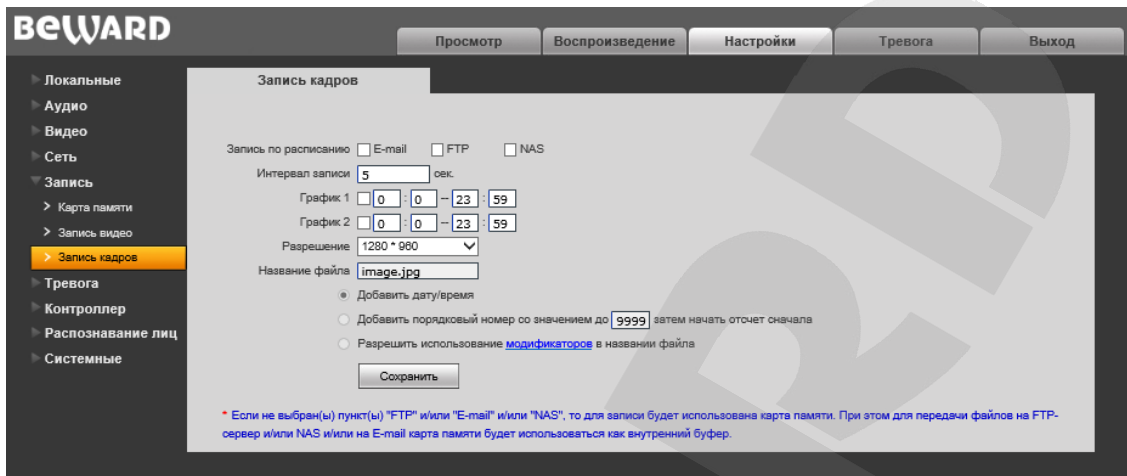 BEWARD
Просмотр Воспроизведение Настройки Тревога Выход
Локальные
Аудио
Видео
Сеть
Запись
Карта памяти
Запись видео
Запись кадров
Тревога
Контроллер
Распознавание лиц
Системные
Запись кадров
Запись по расписанию E-mail FTP NAS
Интервал записи 5 сек.
График 1 0 : 0 -- 23 : 59
График 2 0 : 0 -- 23 : 59
Разрешение 1280 * 960
Название файла image.jpg
Добавить дату/время
Добавить порядковый номер со значением до 9999 затем начать отсчет сначала
Разрешить использование модификаторов в названии файла
Сохранить
* Если не выбран(ы) пункт(ы) "FTP" и/или "E-mail" и/или "NAS", то для записи будет использована карта памяти. При этом для передачи файлов на FTP-
сервер и/или NAS и/или на E-mail карта памяти будет использоваться как внутренний буфер.